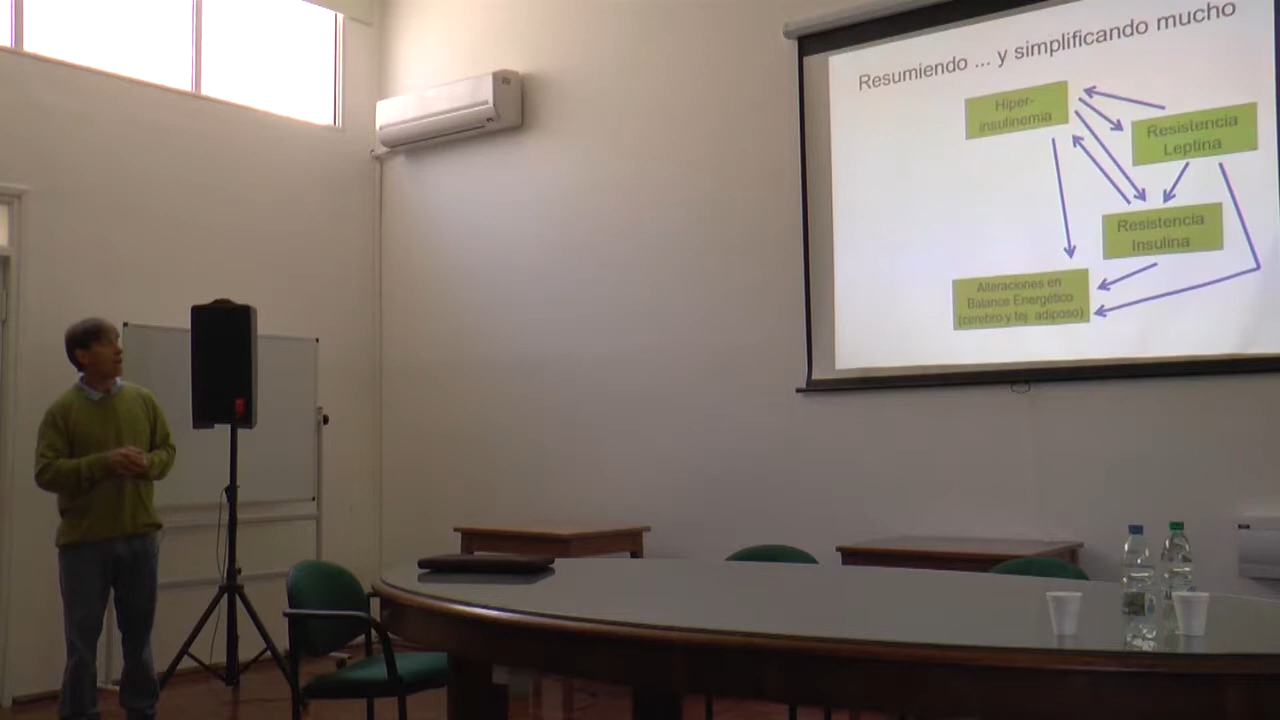 Resumiendo ... y simplificando mucho
Hiper-
insulinemia
Resistencia
Leptina
Resistencia
Insulina
Alteraciones en
Balance Energético
(cerebro y tej. adiposo)